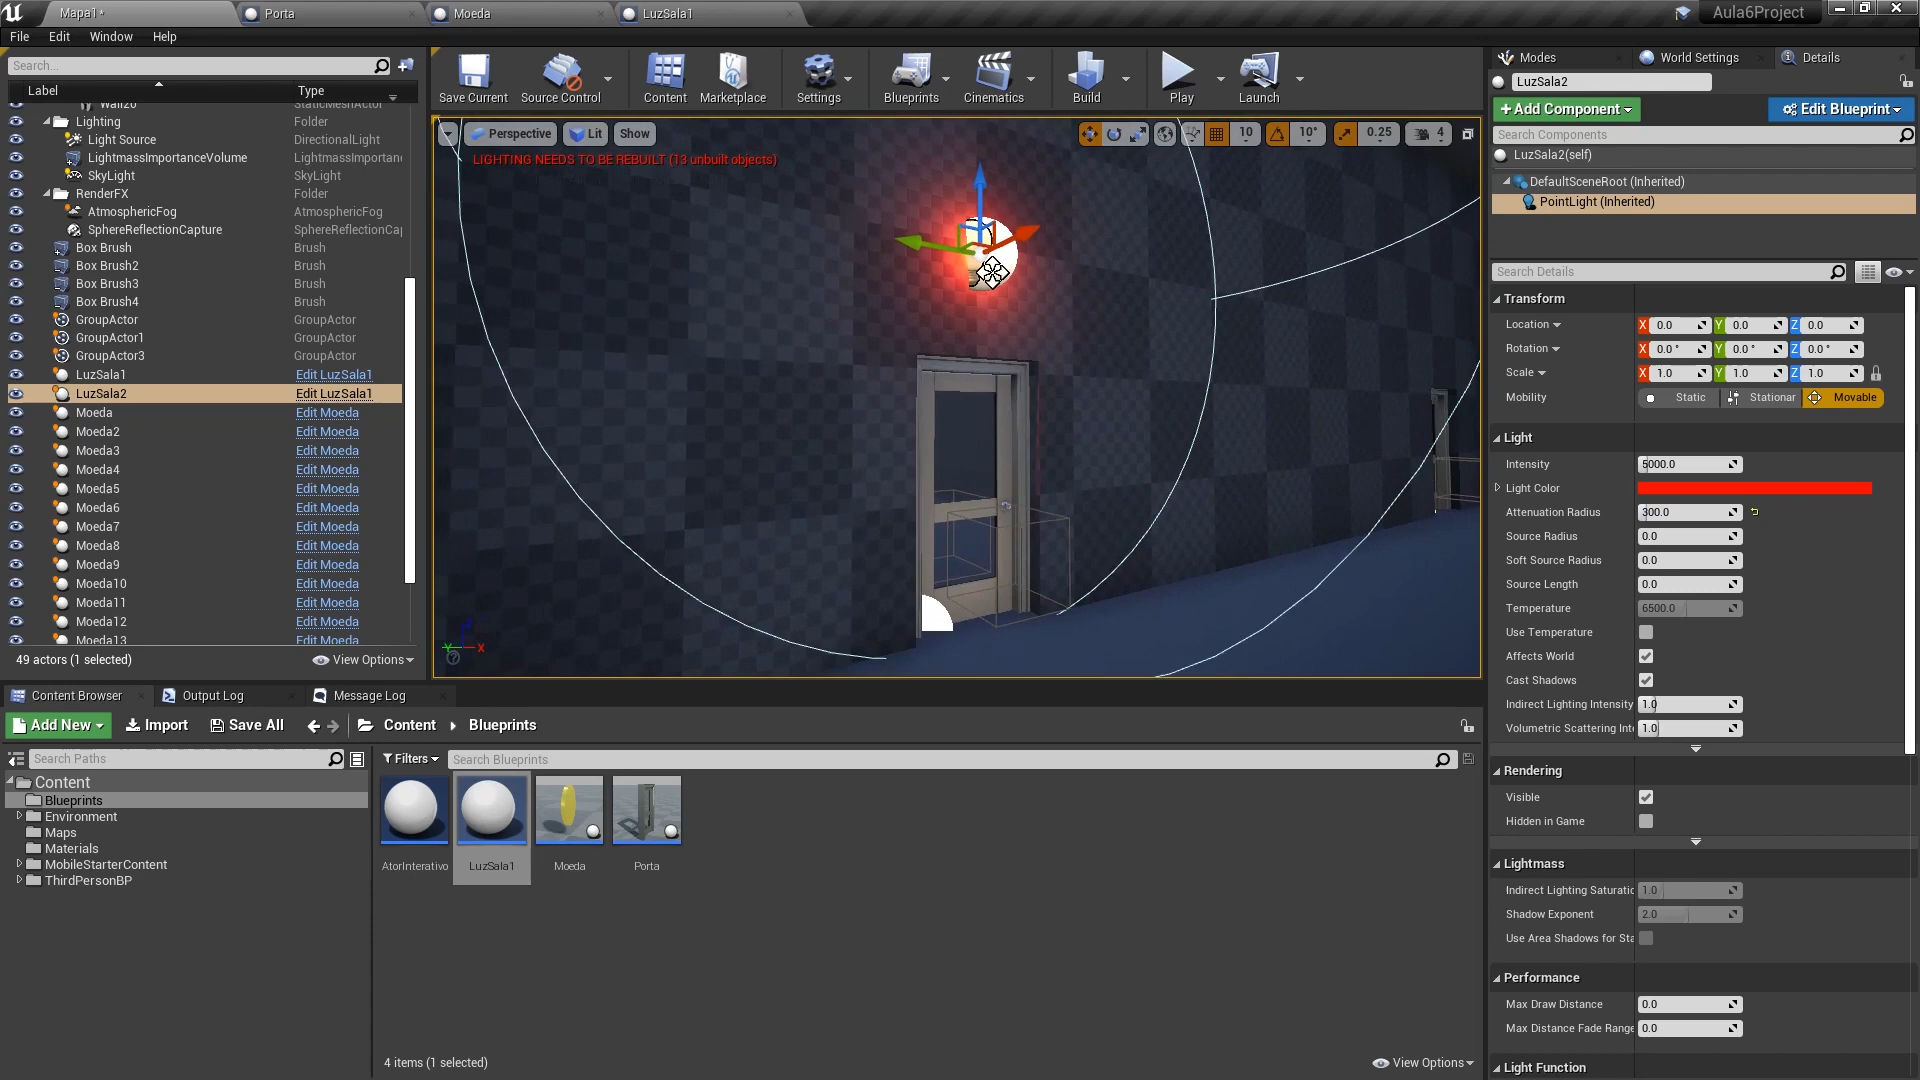 Mapa1*
Porta
Moeda
LuzSala1
Aula6Project
File
Edit
Window
Help
Search...
Label
Type
Wall20
StaticMeshActor
Lighting
Folder
Light Source
DirectionalLight
LightmassImportanceVolume
LightmassImportanc
SkyLight
SkyLight
RenderFX
Folder
AtmosphericFog
AtmosphericFog
SphereReflectionCapture
SphereReflectionCap
Box Brush
Brush
Box Brush2
Brush
Box Brush3
Brush
Box Brush4
Brush
GroupActor
GroupActor
GroupActor1
GroupActor
GroupActor3
GroupActor
LuzSala1
Edit LuzSala1
LuzSala2
Edit LuzSala1
Moeda
Edit Moeda
Moeda2
Edit Moeda
Moeda3
Edit Moeda
Moeda4
Edit Moeda
Moeda5
Edit Moeda
Moeda6
Edit Moeda
Moeda7
Edit Moeda
Moeda8
Edit Moeda
Moeda9
Edit Moeda
Moeda10
Edit Moeda
Moeda11
Edit Moeda
Moeda12
Edit Moeda
Moeda13
Edit Moeda
49 actors (1 selected)
View Options
Save Current
Source Control
Content
Marketplace
Settings
Blueprints
Cinematics
Build
Play
Launch
Perspective
Lit
Show
10
10°
0.25
4
LIGHTING NEEDS TO BE REBUILT (13 unbuilt objects)
Y
X
Modes
World Settings
Details
LuzSala2
+Add Component
Edit Blueprint
Search Components
LuzSala2(self)
DefaultSceneRoot (Inherited)
PointLight (Inherited)
Search Details
Transform
Location
X 0.0 Y 0.0 Z 0.0
Rotation
X 0.0 ° Y 0.0 ° Z 0.0 °
Scale
X 1.0 Y 1.0 Z 1.0
Mobility
Static
Stationar
Movable
Light
Intensity
5000.0
Light Color
Attenuation Radius
300.0
Source Radius
0.0
Soft Source Radius
0.0
Source Length
0.0
Temperature
6500.0
Use Temperature
Affects World
Cast Shadows
Indirect Lighting Intensity
1.0
Volumetric Scattering Inte
1.0
Rendering
Visible
Hidden in Game
Lightmass
Indirect Lighting Saturatic
1.0
Shadow Exponent
2.0
Use Area Shadows for Sta
Performance
Max Draw Distance
0.0
Max Distance Fade Range
0.0
Light Function
Content Browser
Output Log
Message Log
Add New
Import
Save All
Content
Blueprints
Search Paths
Filters
Search Blueprints
Content
Blueprints
Environment
Maps
Materials
MobileStarterContent
ThirdPersonBP
AtorInterativo
LuzSala1
Moeda
Porta
4 items (1 selected)
View Options